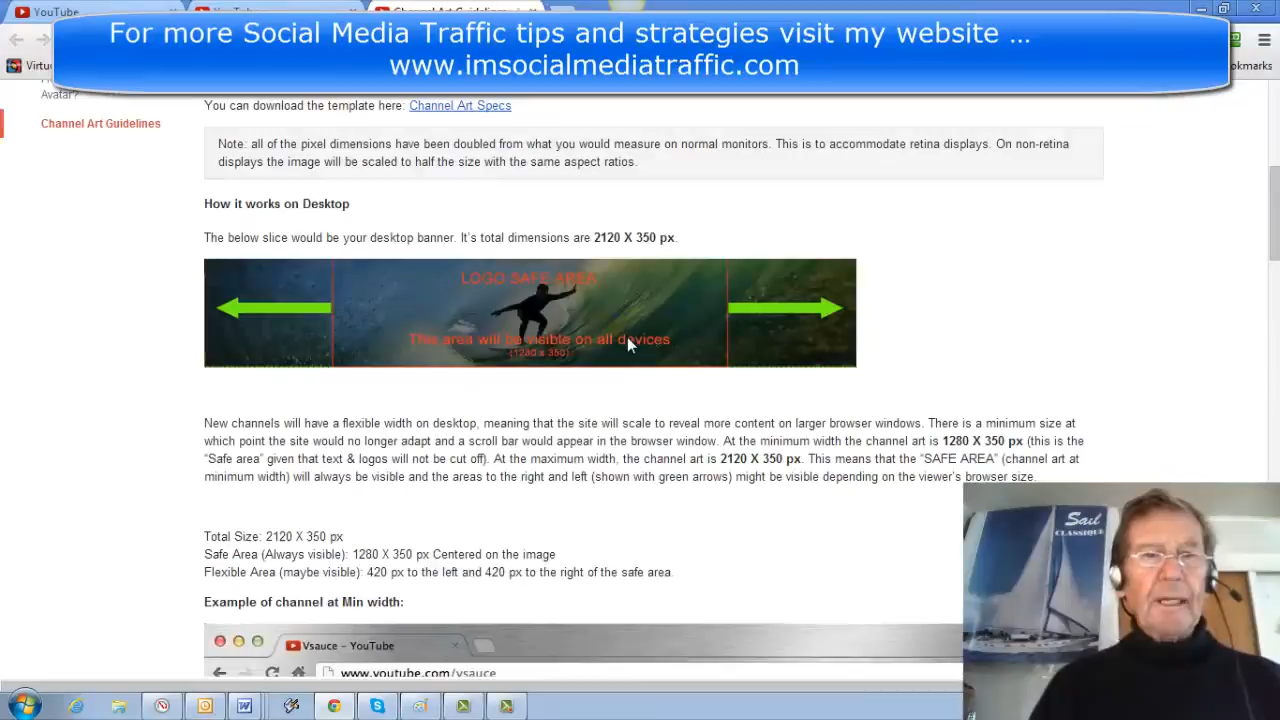 YouTube
For more Social Media Traffic tips and strategies visit my website ...
www.imsocialmediatraffic.com
Avatar?
Channel Art Guidelines
You can download the template here: Channel Art Specs
Note: all of the pixel dimensions have been doubled from what you would measure on normal monitors. This is to accommodate retina displays. On non-retina
displays the image will be scaled to half the size with the same aspect ratios.
How it works on Desktop
The below slice would be your desktop banner. It's total dimensions are 2120 X 350 px.
LOGO SAFE AREA
This area will be visible on all devices
(1280 x 350)
New channels will have a flexible width on desktop, meaning that the site will scale to reveal more content on larger browser windows. There is a minimum size at
which point the site would no longer adapt and a scroll bar would appear in the browser window. At the minimum width the channel art is 1280 X 350 px (this is the
"Safe area" given that text & logos will not be cut off). At the maximum width, the channel art is 2120 X 350 px. This means that the "SAFE AREA" (channel art at
minimum width) will always be visible and the areas to the right and left (shown with green arrows) might be visible depending on the viewer's browser size.
Total Size: 2120 X 350 px
Safe Area (Always visible): 1280 X 350 px Centered on the image
Flexible Area (maybe visible): 420 px to the left and 420 px to the right of the safe area.
Example of channel at Min width:
Vsauce - YouTube
www.youtube.com/vsauce
Sail
CLASSIQUE